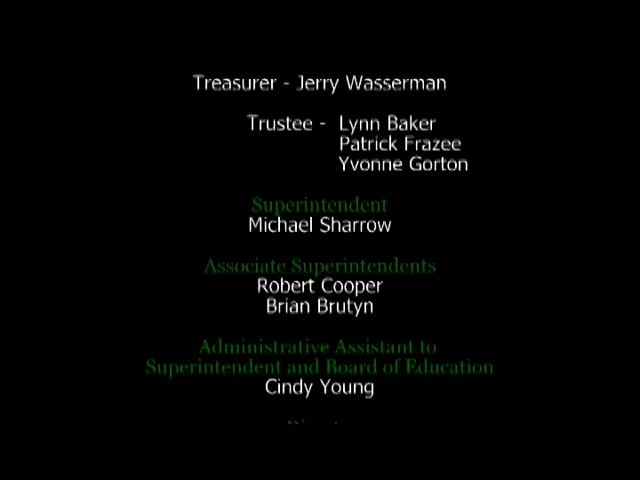 Treasurer - Jerry Wasserman
Trustee - Lynn Baker
Patrick Frazee
Yvonne Gorton
Superintendent
Michael Sharrow
Associate Superintendents
Robert Cooper
Brian Brutyn
Administrative Assistant to
Superintendent and Board of Education
Cindy Young